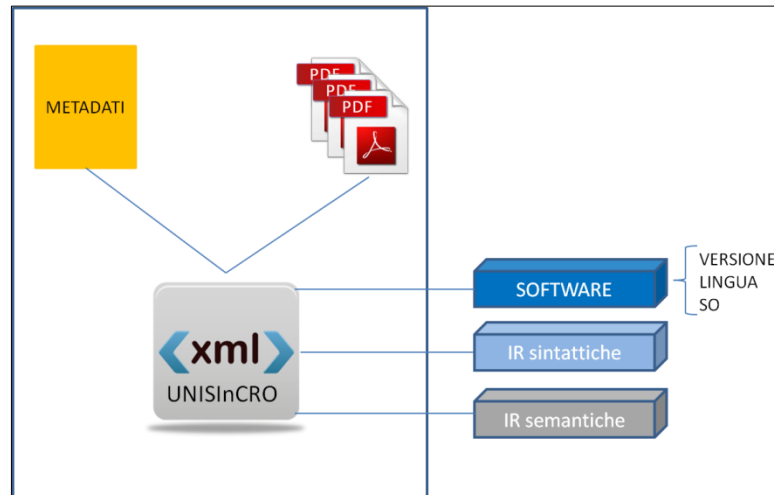 METADATI
PDF
PDF
PDF
SOFTWARE
VERSIONE
LINGUA
SO
xml
UNISInCRO
IR sintattiche
IR semantiche